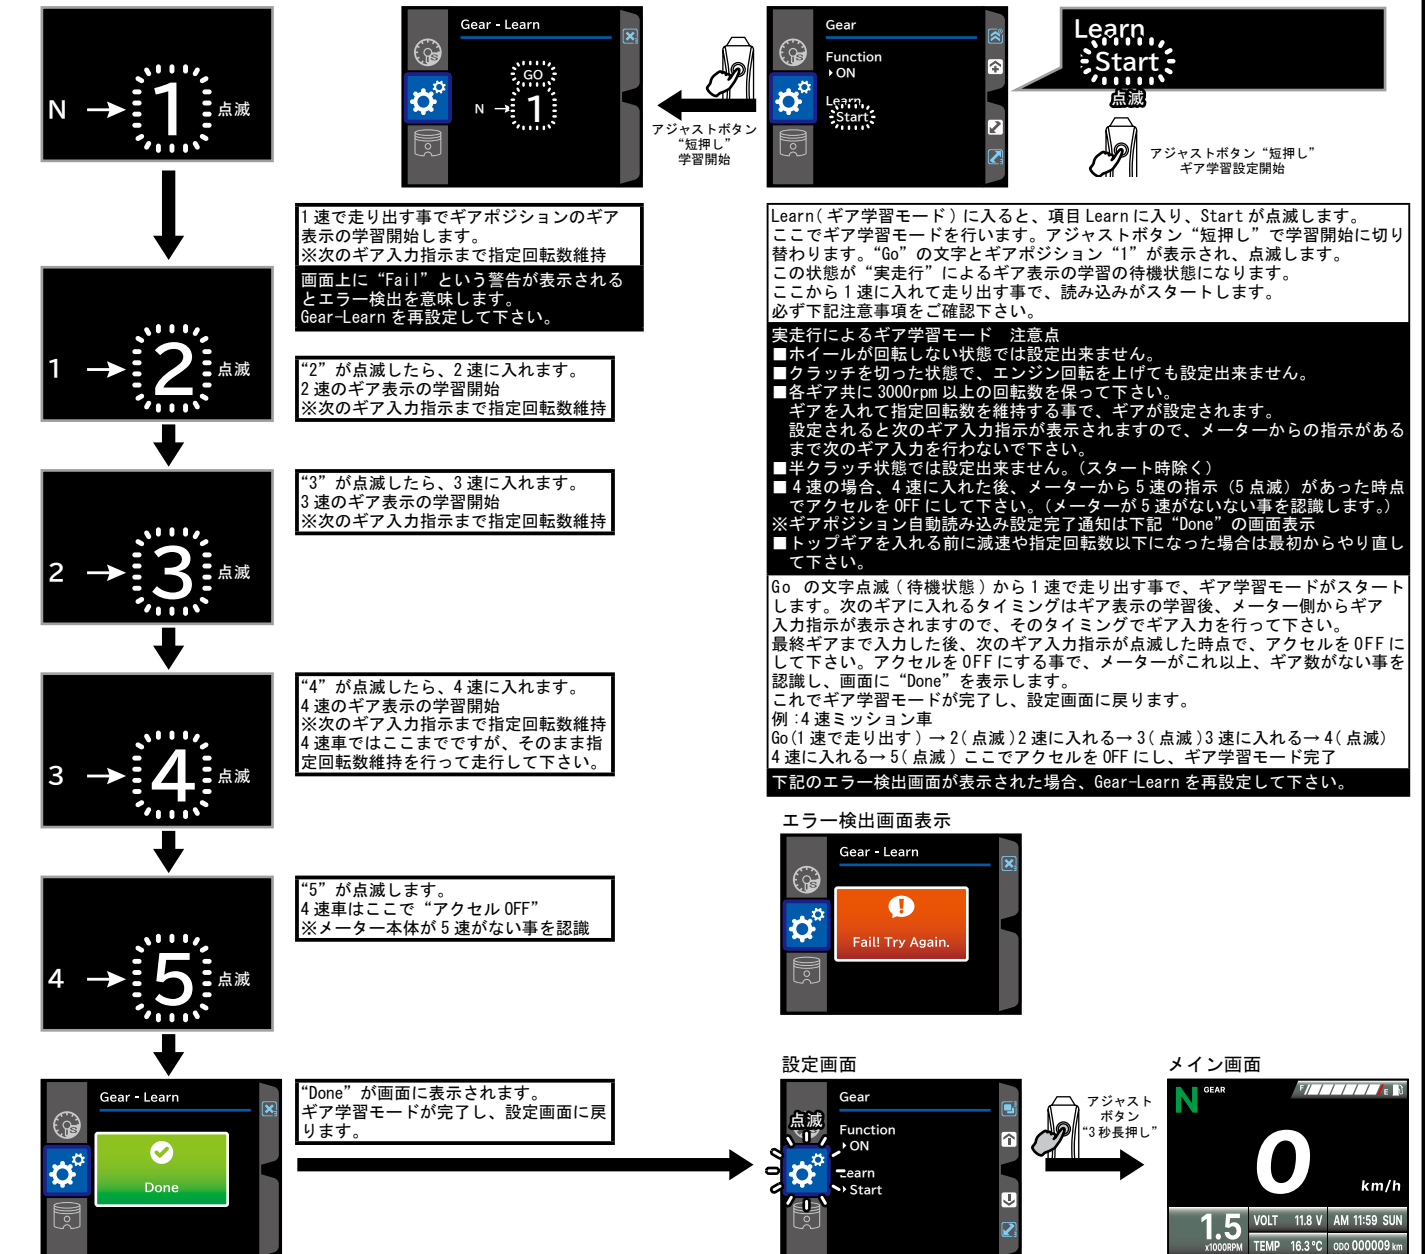 Learn
Start
点滅
アジャストボタン “短押し”
ギア学習設定開始
Gear
Function
ON
Learn
Start
アジャストボタン
“短押し”
学習開始
Gear - Learn
GO
N → 1
N → 1 点滅
Learn(ギア学習モード)に入ると、項目 Learn に入り、Start が点滅します。
ここでギア学習モードを行います。アジャストボタン “短押し” で学習開始に切り
替わります。“Go” の文字とギアポジション “1” が表示され、点滅します。
この状態が “実走行” によるギア表示の学習の待機状態になります。
ここから 1 速に入れて走り出す事で、読み込みがスタートします。
必ず下記注意事項をご確認下さい。
実走行によるギア学習モード　注意点
■ホイールが回転しない状態では設定出来ません。
■クラッチを切った状態で、エンジン回転を上げても設定出来ません。
■各ギア共に 3000rpm 以上の回転数を保って下さい。
ギアを入れて指定回転数を維持する事で、ギアが設定されます。
設定されると次のギア入力指示が表示されますので、メーターからの指示がある
まで次のギア入力を行わないで下さい。
■半クラッチ状態では設定出来ません。(スタート時除く)
■ 4 速の場合、4 速に入れた後、メーターから 5 速の指示 (5 点滅) があった時点
でアクセルを OFF にして下さい。(メーターが 5 速がないない事を認識します。)
※ギアポジション自動読み込み設定完了通知は下記 “Done” の画面表示
■トップギアを入れる前に減速や指定回転数以下になった場合は最初からやり直し
て下さい。
Go の文字点滅 (待機状態) から 1 速で走り出す事で、ギア学習モードがスタート
します。次のギアに入れるタイミングはギア表示の学習後、メーター側からギア
入力指示が表示されますので、そのタイミングでギア入力を行って下さい。
最終ギアまで入力した後、次のギア入力指示が点滅した時点で、アクセルを OFF に
して下さい。アクセルを OFF にする事で、メーターがこれ以上、ギア数がない事を
認識し、画面に “Done” を表示します。
これでギア学習モードが完了し、設定画面に戻ります。
例:4 速ミッション車
Go(1 速で走り出す) → 2(点滅)2 速に入れる→ 3(点滅)3 速に入れる→ 4(点滅)
4 速に入れる→ 5(点滅) ここでアクセルを OFF にし、ギア学習モード完了
下記のエラー検出画面が表示された場合、Gear-Learn を再設定して下さい。
1 速で走り出す事でギアポジションのギア
表示の学習開始します。
※次のギア入力指示まで指定回転数維持
画面上に “Fail” という警告が表示される
とエラー検出を意味します。
Gear-Learn を再設定して下さい。
1 → 2 点滅
“2” が点滅したら、2 速に入れます。
2 速のギア表示の学習開始
※次のギア入力指示まで指定回転数維持
2 → 3 点滅
“3” が点滅したら、3 速に入れます。
3 速のギア表示の学習開始
※次のギア入力指示まで指定回転数維持
3 → 4 点滅
“4” が点滅したら、4 速に入れます。
4 速のギア表示の学習開始
※次のギア入力指示まで指定回転数維持
4 速車ではここまでですが、そのまま指
定回転数維持を行って走行して下さい。
4 → 5 点滅
“5” が点滅します。
4 速車はここで “アクセル OFF”
※メーター本体が 5 速がない事を認識
エラー検出画面表示
Gear - Learn
Fail! Try Again.
Gear - Learn
Done
“Done” が画面に表示されます。
ギア学習モードが完了し、設定画面に戻
ります。
設定画面
Gear
点滅
Function
ON
Learn
Start
アジャスト
ボタン
“3 秒長押し”
メイン画面
N GEAR
F E
0
km/h
1.5
x1000RPM
VOLT 11.8 V AM 11:59 SUN
TEMP 16.3℃ ODO 000009 km